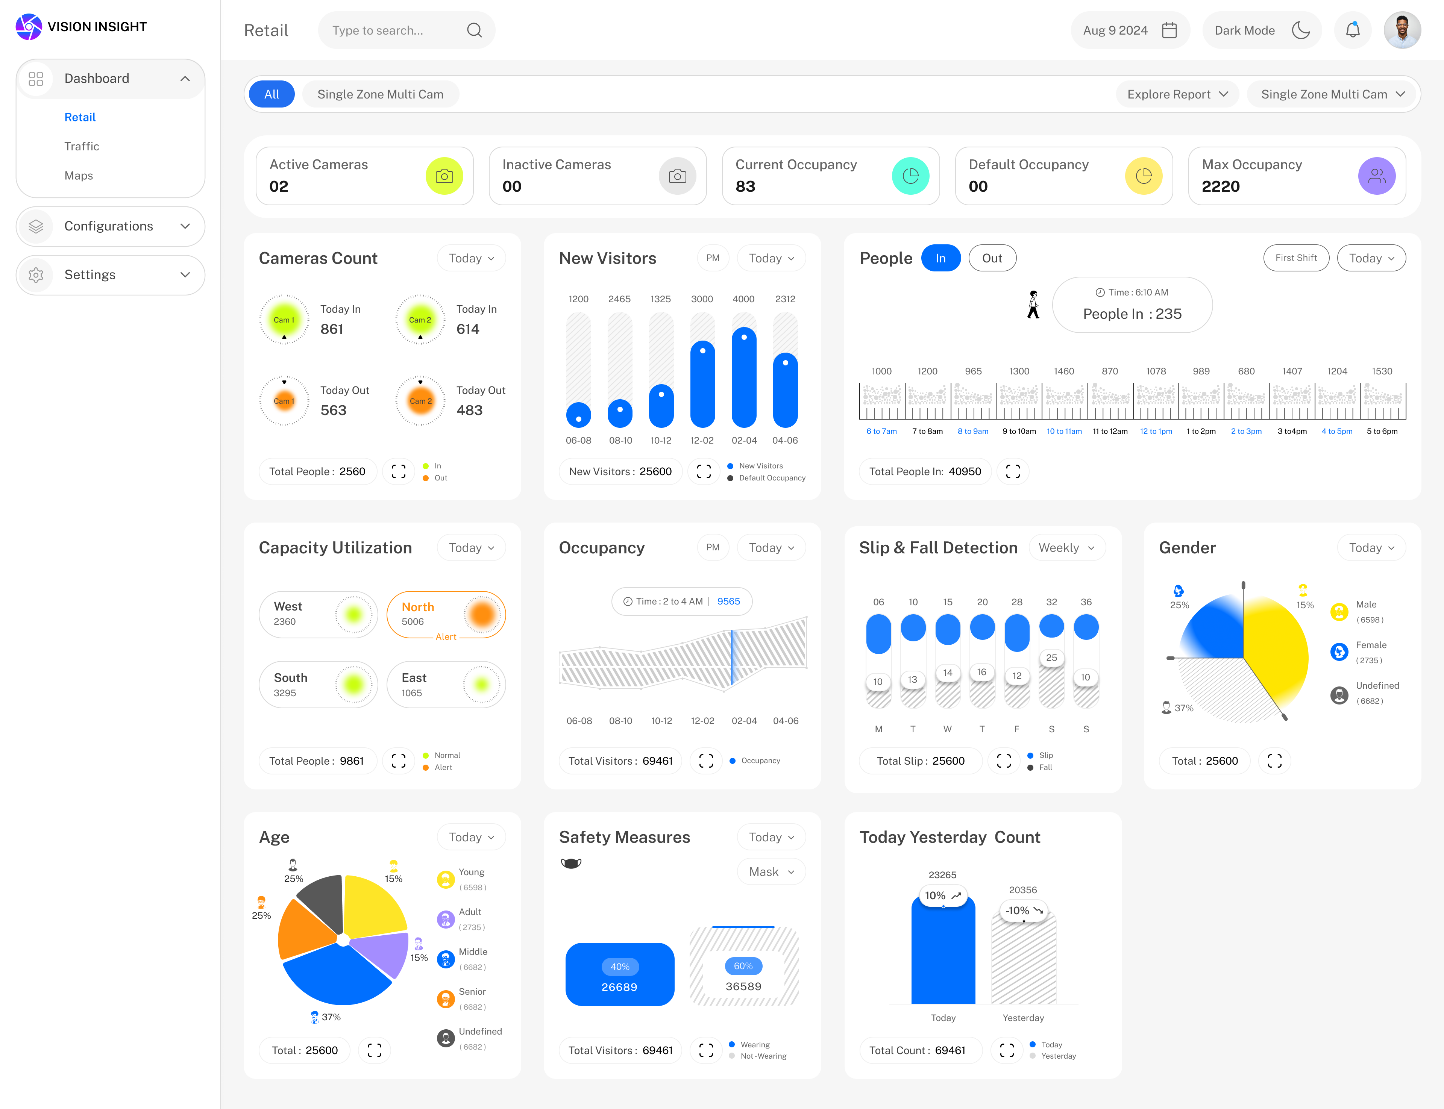 VISION INSIGHT
Dashboard
Retail
Traffic
Maps
Configurations
Settings
Retail
Type to search...
Aug 9 2024
Dark Mode
All
Single Zone Multi Cam
Explore Report
Single Zone Multi Cam
Active Cameras
02
Inactive Cameras
00
Current Occupancy
83
Default Occupancy
00
Max Occupancy
2220
Cameras Count
Today
Cam 1
Today In
861
Cam 2
Today In
614
Cam 1
Today Out
563
Cam 2
Today Out
483
Total People : 2560
In
Out
New Visitors
PM
Today
1200 2465 1325 3000 4000 2312
06-08 08-10 10-12 12-02 02-04 04-06
New Visitors : 25600
New Visitors
Default Occupancy
People
In
Out
First Shift
Today
Time : 6:10 AM
People In : 235
1000 1200 965 1300 1460 870 1078 989 680 1407 1204 1530
6 to 7am 7 to 8am 8 to 9am 9 to 10am 10 to 11am 11 to 12am 12 to 1pm 1 to 2pm 2 to 3pm 3 to4pm 4 to 5pm 5 to 6pm
Total People In: 40950
Capacity Utilization
Today
West
2360
North
5006
Alert
South
3295
East
1065
Total People : 9861
Normal
Alert
Occupancy
PM
Today
Time : 2 to 4 AM | 9565
06-08 08-10 10-12 12-02 02-04 04-06
Total Visitors : 69461
Occupancy
Slip & Fall Detection
Weekly
06 10 15 20 28 32 36
10 13 14 16 12 25 10
M T W T F S S
Total Slip : 25600
Slip
Fall
Gender
Today
25%
15%
37%
Male
( 6598 )
Female
( 2735 )
Undefined
( 6682 )
Total : 25600
Age
Today
25%
15%
25%
15%
37%
Young
( 6598 )
Adult
( 2735 )
Middle
( 6682 )
Senior
( 6682 )
Undefined
( 6682 )
Total : 25600
Safety Measures
Today
Mask
40%
26689
60%
36589
Total Visitors : 69461
Wearing
Not -Wearing
Today Yesterday Count
23265
10%
20356
-10%
Today
Yesterday
Total Count : 69461
Today
Yesterday